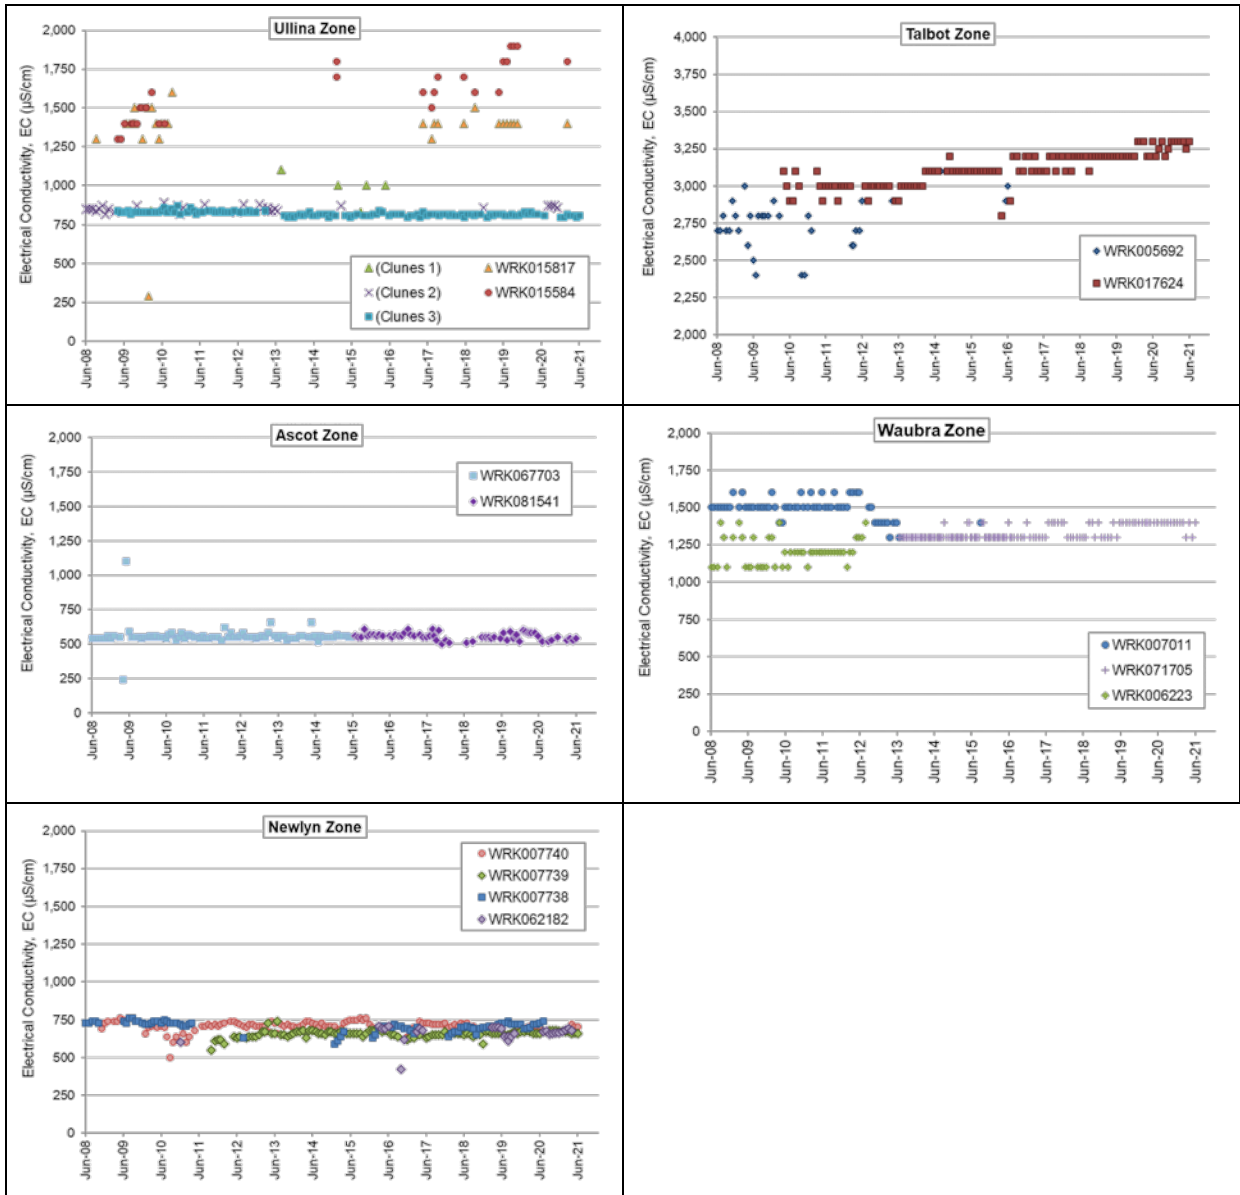 Ullina Zone
Electrical Conductivity, EC (µS/cm)
2,000
1,750
1,500
1,250
1,000
750
500
250
0
(Clunes 1) WRK015817
(Clunes 2) WRK015584
(Clunes 3)
Jun-08 Jun-09 Jun-10 Jun-11 Jun-12 Jun-13 Jun-14 Jun-15 Jun-16 Jun-17 Jun-18 Jun-19 Jun-20 Jun-21
Talbot Zone
Electrical Conductivity, EC (µS/cm)
4,000
3,750
3,500
3,250
3,000
2,750
2,500
2,250
2,000
WRK005692
WRK017624
Jun-08 Jun-09 Jun-10 Jun-11 Jun-12 Jun-13 Jun-14 Jun-15 Jun-16 Jun-17 Jun-18 Jun-19 Jun-20 Jun-21
Ascot Zone
Electrical Conductivity, EC (µS/cm)
2,000
1,750
1,500
1,250
1,000
750
500
250
0
WRK067703
WRK081541
Jun-08 Jun-09 Jun-10 Jun-11 Jun-12 Jun-13 Jun-14 Jun-15 Jun-16 Jun-17 Jun-18 Jun-19 Jun-20 Jun-21
Waubra Zone
Electrical Conductivity, EC (µS/cm)
2,000
1,750
1,500
1,250
1,000
750
500
250
0
WRK007011
WRK071705
WRK006223
Jun-08 Jun-09 Jun-10 Jun-11 Jun-12 Jun-13 Jun-14 Jun-15 Jun-16 Jun-17 Jun-18 Jun-19 Jun-20 Jun-21
Newlyn Zone
Electrical Conductivity, EC (µS/cm)
2,000
1,750
1,500
1,250
1,000
750
500
250
0
WRK007740
WRK007739
WRK007738
WRK062182
Jun-08 Jun-09 Jun-10 Jun-11 Jun-12 Jun-13 Jun-14 Jun-15 Jun-16 Jun-17 Jun-18 Jun-19 Jun-20 Jun-21